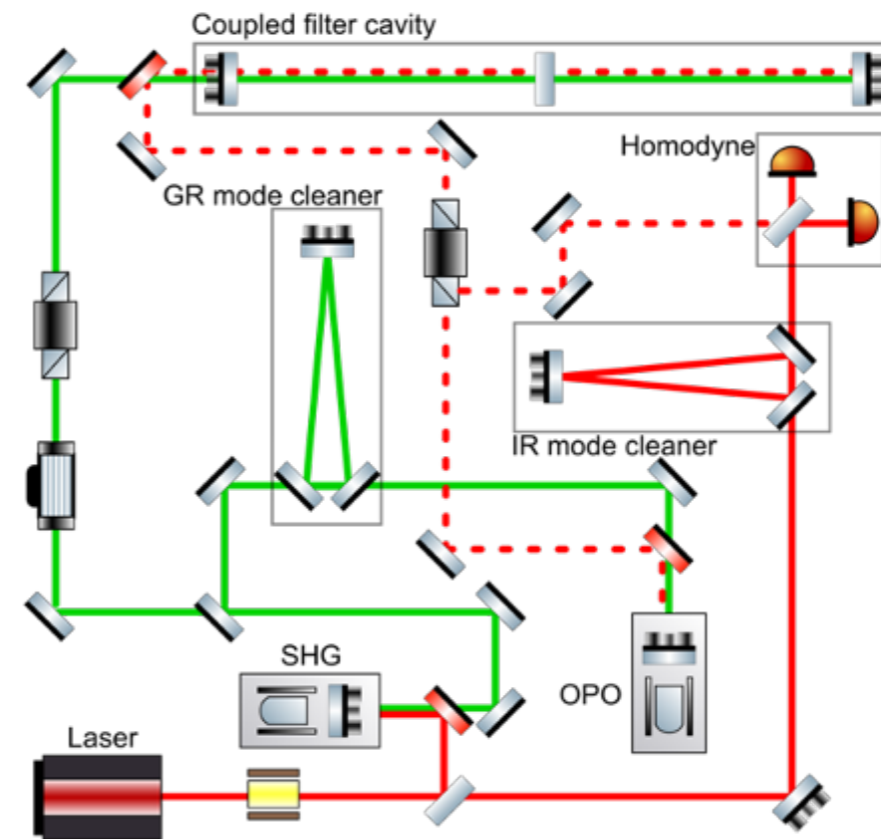 Coupled filter cavity
Homodyne
GR mode cleaner
IR mode cleaner
SHG
OPO
Laser